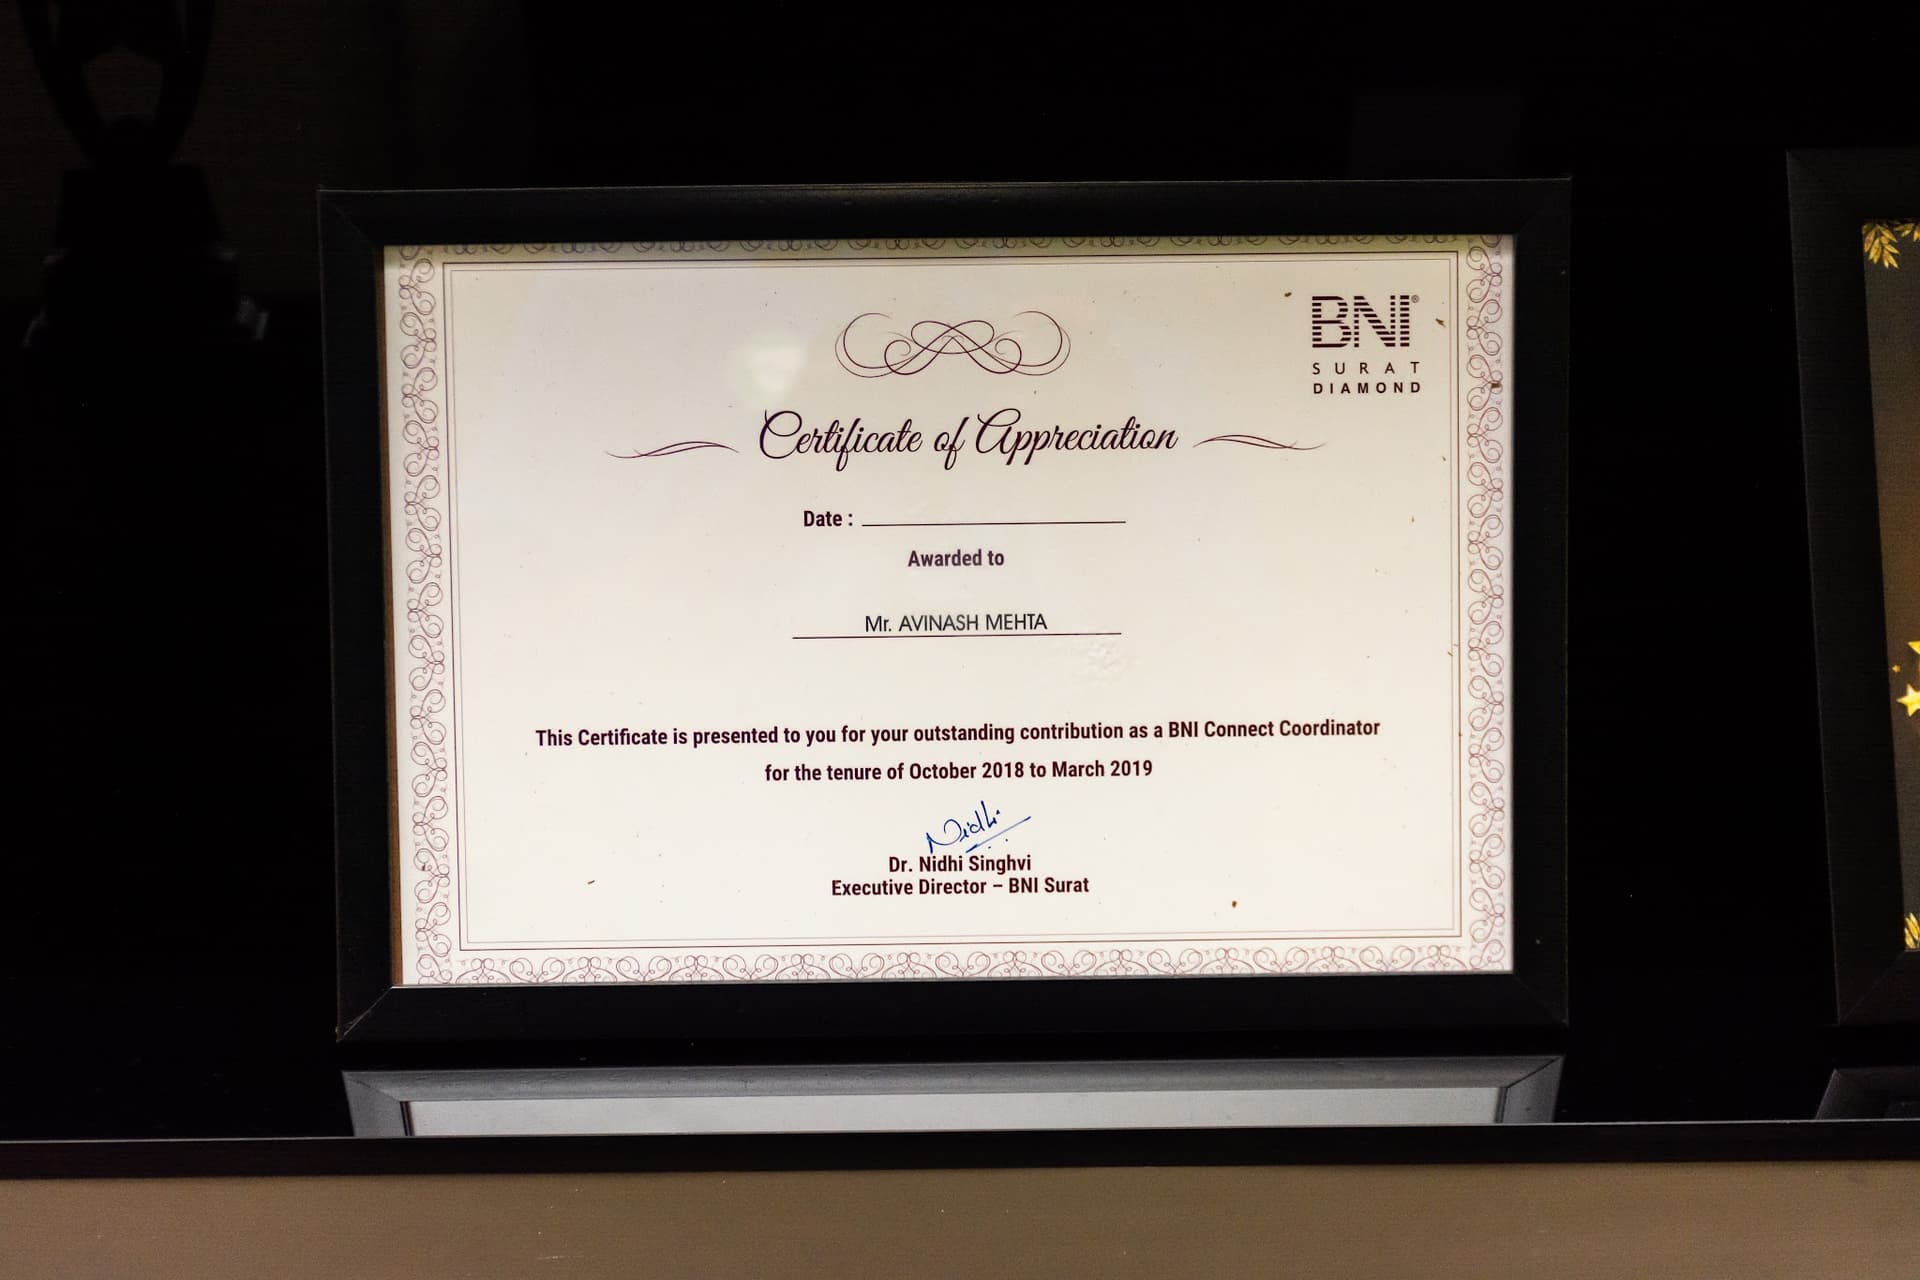 BNI®
SURAT
DIAMOND
Certificate of Appreciation
Date :
Awarded to
Mr. AVINASH MEHTA
This Certificate is presented to you for your outstanding contribution as a BNI Connect Coordinator
for the tenure of October 2018 to March 2019
Nidhi
Dr. Nidhi Singhvi
Executive Director – BNI Surat